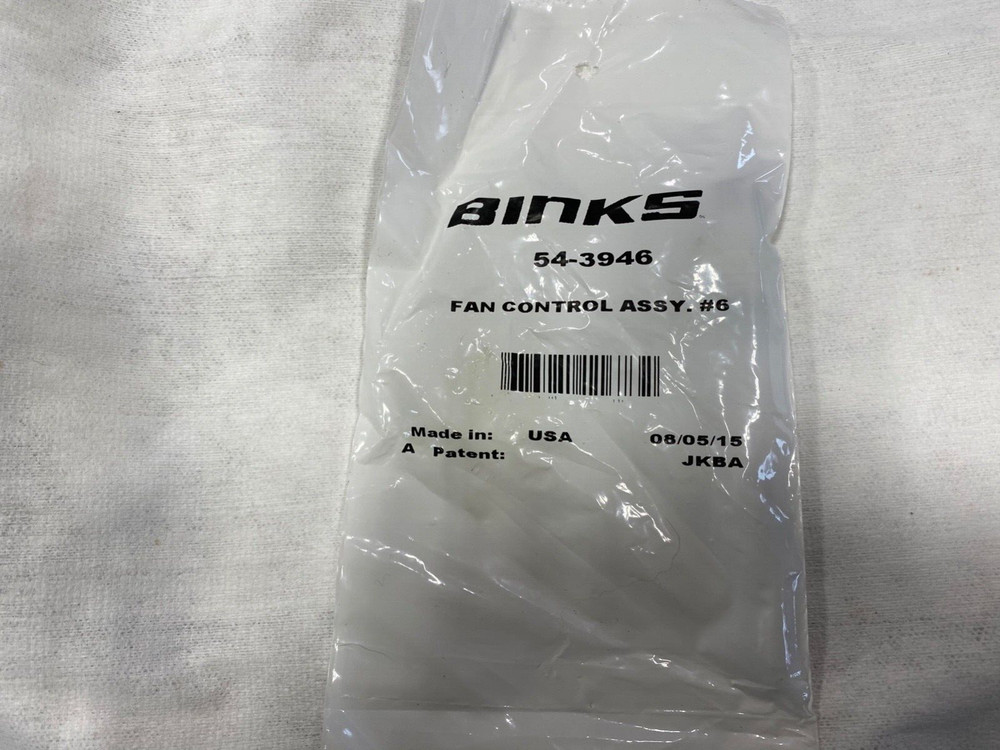 BINKS
54-3946
FAN CONTROL ASSY. #6
Made in: USA 08/05/15
A Patent: JKBA